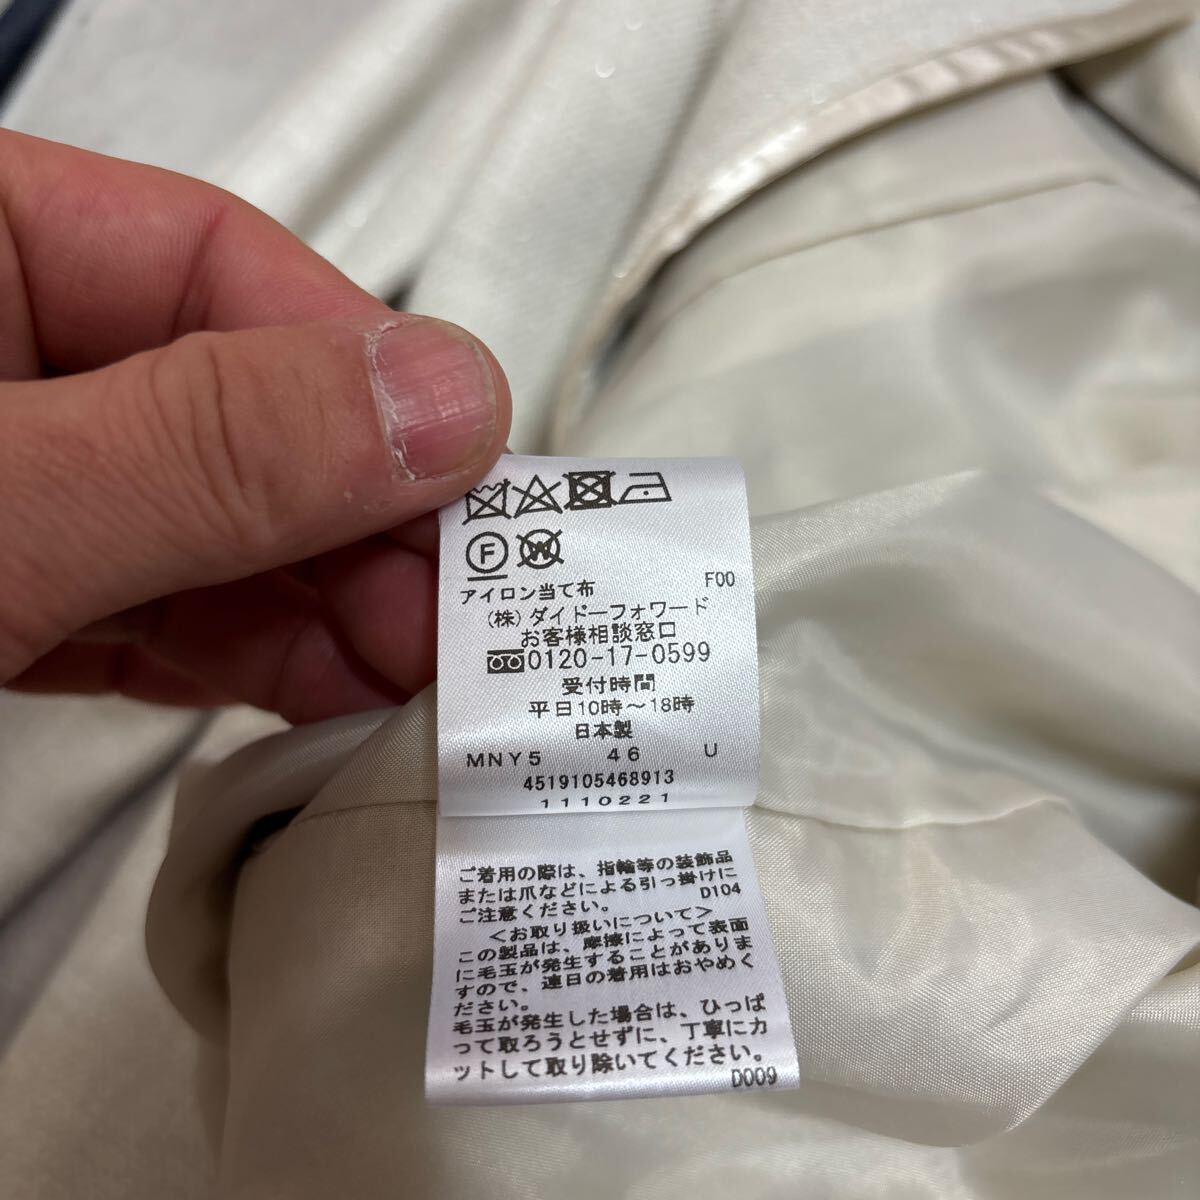 F
W
アイロン当て布 F00
(株)ダイドーフォワード
お客様相談窓口
0120-17-0599
受付時間
平日10時～18時
日本製
MNY5 46 U
4519105468913
1110221
ご着用の際は、指輪等の装飾品
または爪などによる引っ掛けに
ご注意ください。 D104
＜お取り扱いについて＞
この製品は、摩擦によって表面
に毛玉が発生することがありま
すので、連日の着用はおやめく
ださい。
毛玉が発生した場合は、ひっぱ
って取ろうとせずに、丁寧にカ
ットして取り除いてください。
D009